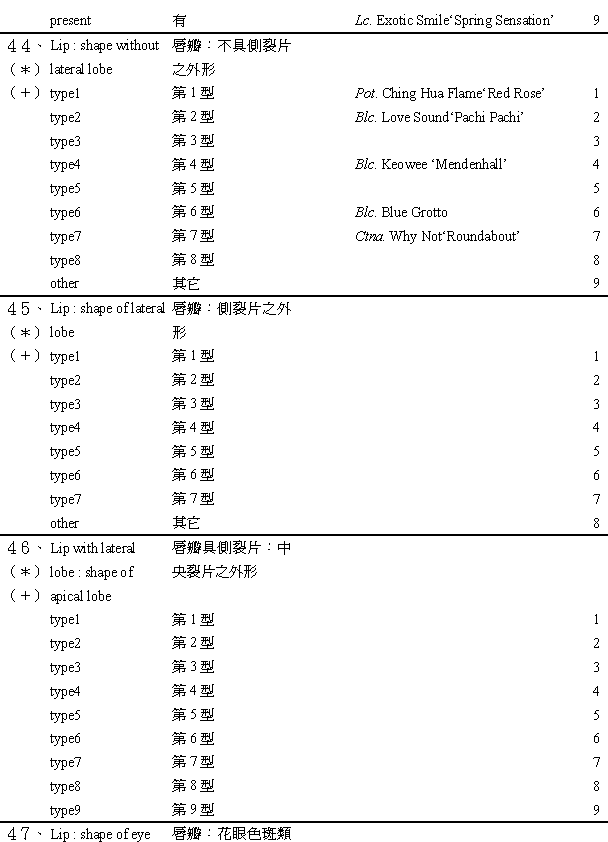 present 有 Lc. Exotic Smile‘Spring Sensation’ 9
４４、 Lip : shape without 唇瓣：不具側裂片
（＊） lateral lobe 之外形
（＋） type1 第 1 型 Pot. Ching Hua Flame‘Red Rose’ 1
type2 第 2 型 Blc. Love Sound‘Pachi Pachi’ 2
type3 第 3 型 3
type4 第 4 型 Blc. Keowee ‘Mendenhall’ 4
type5 第 5 型 5
type6 第 6 型 Blc. Blue Grotto 6
type7 第 7 型 Ctna. Why Not‘Roundabout’ 7
type8 第 8 型 8
other 其它 9
４５、 Lip : shape of lateral 唇瓣：側裂片之外
（＊） lobe 形
（＋） type1 第 1 型 1
type2 第 2 型 2
type3 第 3 型 3
type4 第 4 型 4
type5 第 5 型 5
type6 第 6 型 6
type7 第 7 型 7
other 其它 8
４６、 Lip with lateral 唇瓣具側裂片：中
（＊） lobe : shape of 央裂片之外形
（＋） apical lobe
type1 第 1 型 1
type2 第 2 型 2
type3 第 3 型 3
type4 第 4 型 4
type5 第 5 型 5
type6 第 6 型 6
type7 第 7 型 7
type8 第 8 型 8
type9 第 9 型 9
４７、 Lip : shape of eye 唇瓣：花眼色斑類